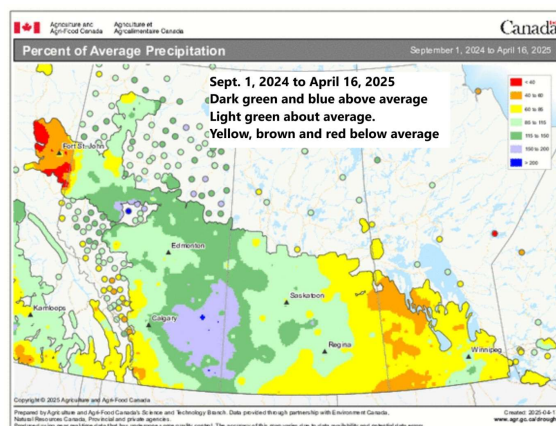 Agriculture and Agriculture et
Agri-Food Canada Agroalimentaire Canada
Canada
Percent of Average Precipitation
September 1, 2024 to April 16, 2025
Sept. 1, 2024 to April 16, 2025
Dark green and blue above average
Light green about average.
Yellow, brown and red below average
< 40
40 to 60
60 to 85
85 to 115
115 to 150
150 to 200
> 200
Fort St-John
Edmonton
Kamloops
Calgary
Saskatoon
Regina
Winnipeg
Copyright © 2025 Agriculture and Agri-Food Canada
Prepared by Agriculture and Agri-Food Canada's Science and Technology Branch. Data provided through partnership with Environment Canada,
Natural Resources Canada, Provincial and private agencies.
Created: 2025-04-1
www.agr.gc.ca/drough